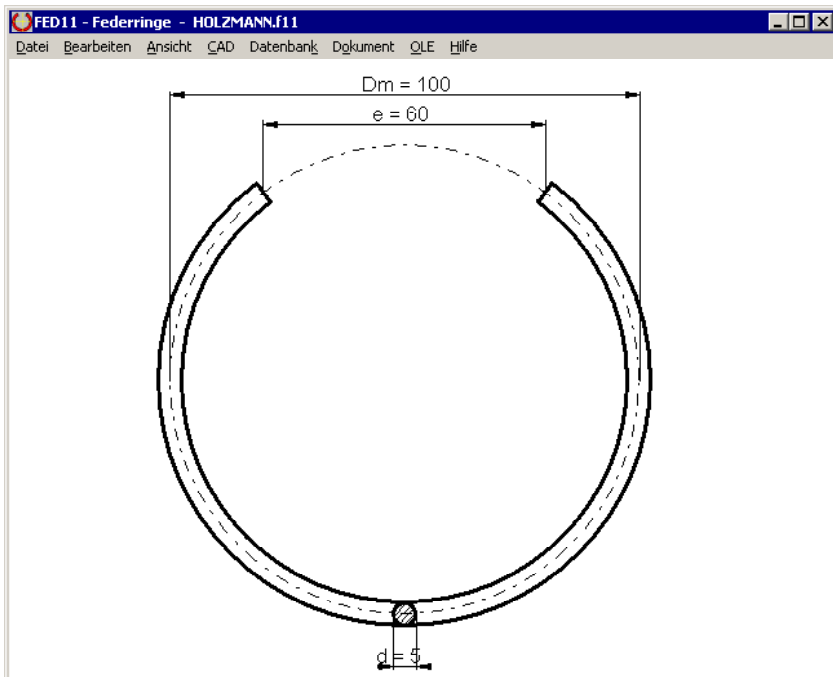 FED11 - Federringe - HOLZMANN.f11
Datei Bearbeiten Ansicht CAD Datenbank Dokument OLE Hilfe
Dm = 100
e = 60
d = 5